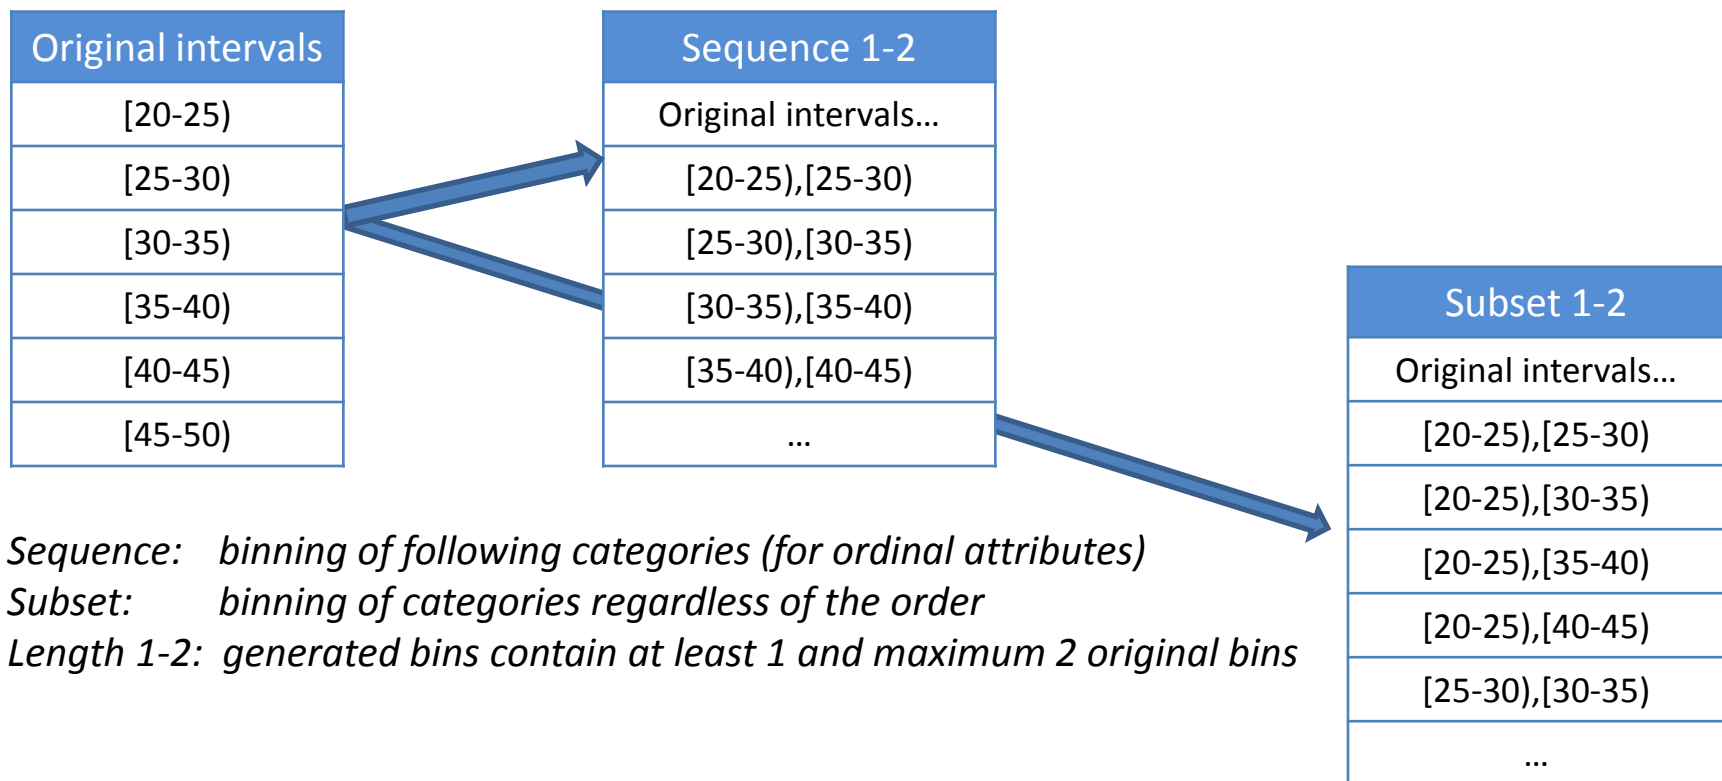 Original intervals
[20-25)
[25-30)
[30-35)
[35-40)
[40-45)
[45-50)
Sequence 1-2
Original intervals…
[20-25),[25-30)
[25-30),[30-35)
[30-35),[35-40)
[35-40),[40-45)
…
Subset 1-2
Original intervals…
[20-25),[25-30)
[20-25),[30-35)
[20-25),[35-40)
[20-25),[40-45)
[25-30),[30-35)
…
Sequence: binning of following categories (for ordinal attributes)
Subset: binning of categories regardless of the order
Length 1-2: generated bins contain at least 1 and maximum 2 original bins